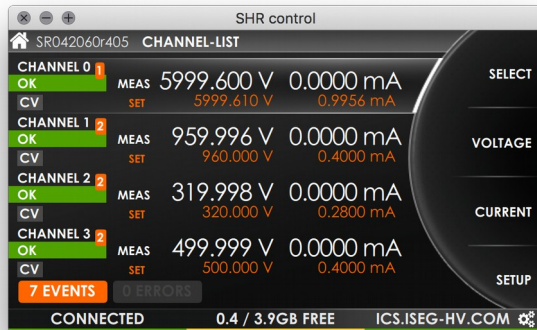 SHR control
SR042060r405 CHANNEL-LIST
CHANNEL 0 1
OK MEAS 5999.600 V 0.0000 mA
CV SET 5999.610 V 0.9956 mA
CHANNEL 1 2
OK MEAS 959.996 V 0.0000 mA
CV SET 960.000 V 0.4000 mA
CHANNEL 2 2
OK MEAS 319.998 V 0.0000 mA
CV SET 320.000 V 0.2800 mA
CHANNEL 3 2
OK MEAS 499.999 V 0.0000 mA
CV SET 500.000 V 0.4000 mA
SELECT
VOLTAGE
CURRENT
SETUP
7 EVENTS 0 ERRORS
CONNECTED 0.4 / 3.9GB FREE ICS.ISEG-HV.COM